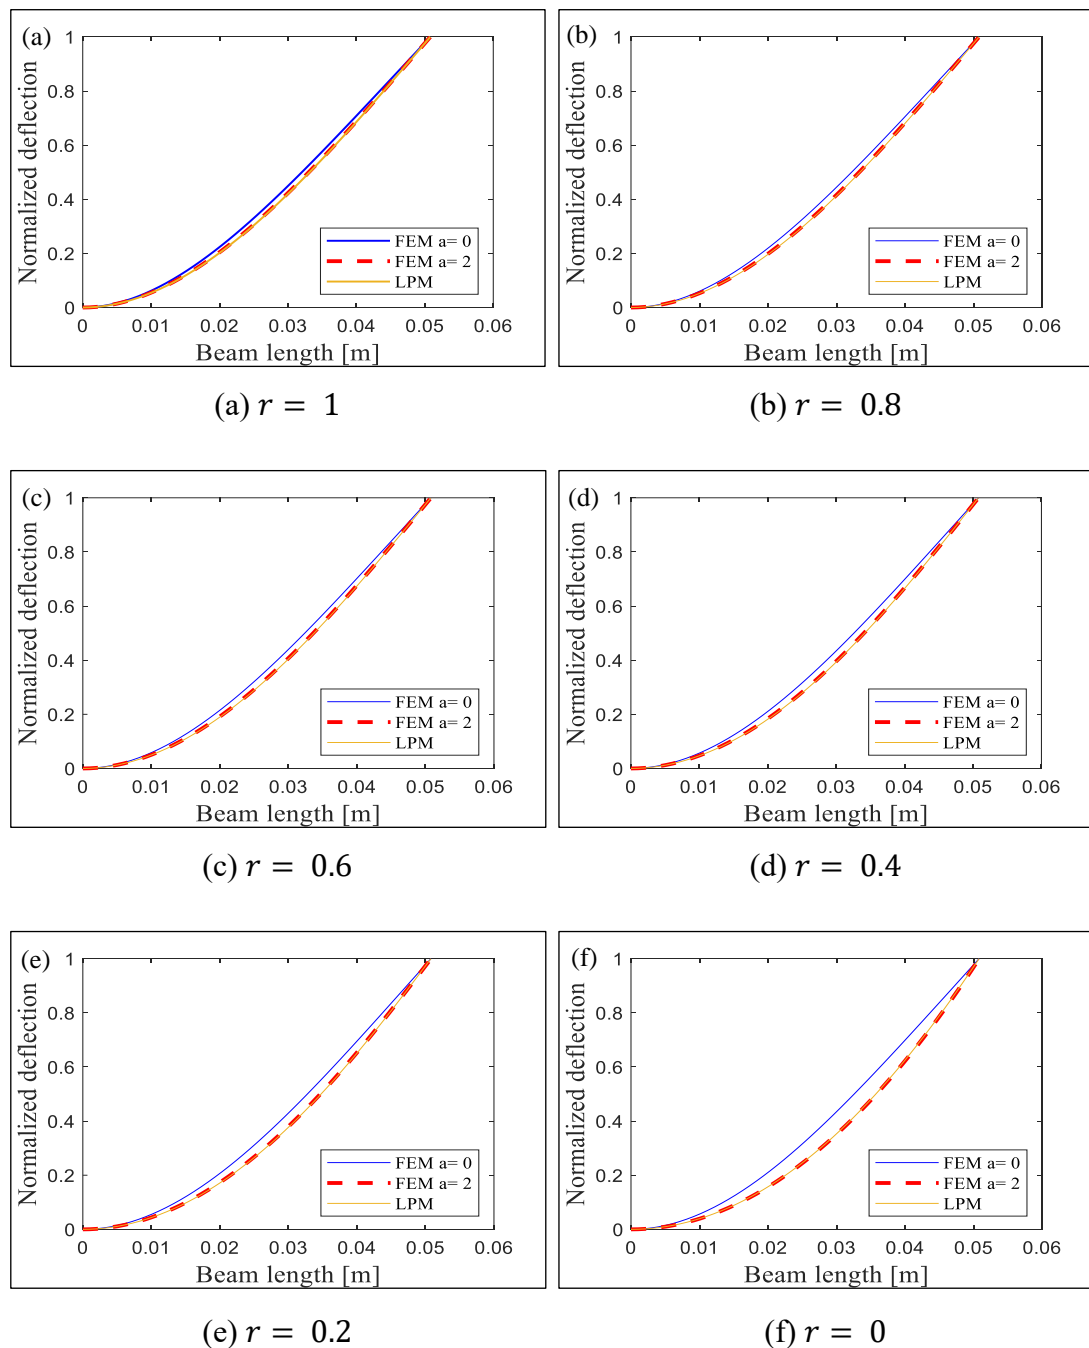 (a)
Normalized deflection
1
0.8
0.6
0.4
0.2
0
FEM a= 0
FEM a= 2
LPM
0 0.01 0.02 0.03 0.04 0.05 0.06
Beam length [m]
(a) r = 1
(b)
Normalized deflection
1
0.8
0.6
0.4
0.2
0
FEM a= 0
FEM a= 2
LPM
0 0.01 0.02 0.03 0.04 0.05 0.06
Beam length [m]
(b) r = 0.8
(c)
Normalized deflection
1
0.8
0.6
0.4
0.2
0
FEM a= 0
FEM a= 2
LPM
0 0.01 0.02 0.03 0.04 0.05 0.06
Beam length [m]
(c) r = 0.6
(d)
Normalized deflection
1
0.8
0.6
0.4
0.2
0
FEM a= 0
FEM a= 2
LPM
0 0.01 0.02 0.03 0.04 0.05 0.06
Beam length [m]
(d) r = 0.4
(e)
Normalized deflection
1
0.8
0.6
0.4
0.2
0
FEM a= 0
FEM a= 2
LPM
0 0.01 0.02 0.03 0.04 0.05 0.06
Beam length [m]
(e) r = 0.2
(f)
Normalized deflection
1
0.8
0.6
0.4
0.2
0
FEM a= 0
FEM a= 2
LPM
0 0.01 0.02 0.03 0.04 0.05 0.06
Beam length [m]
(f) r = 0